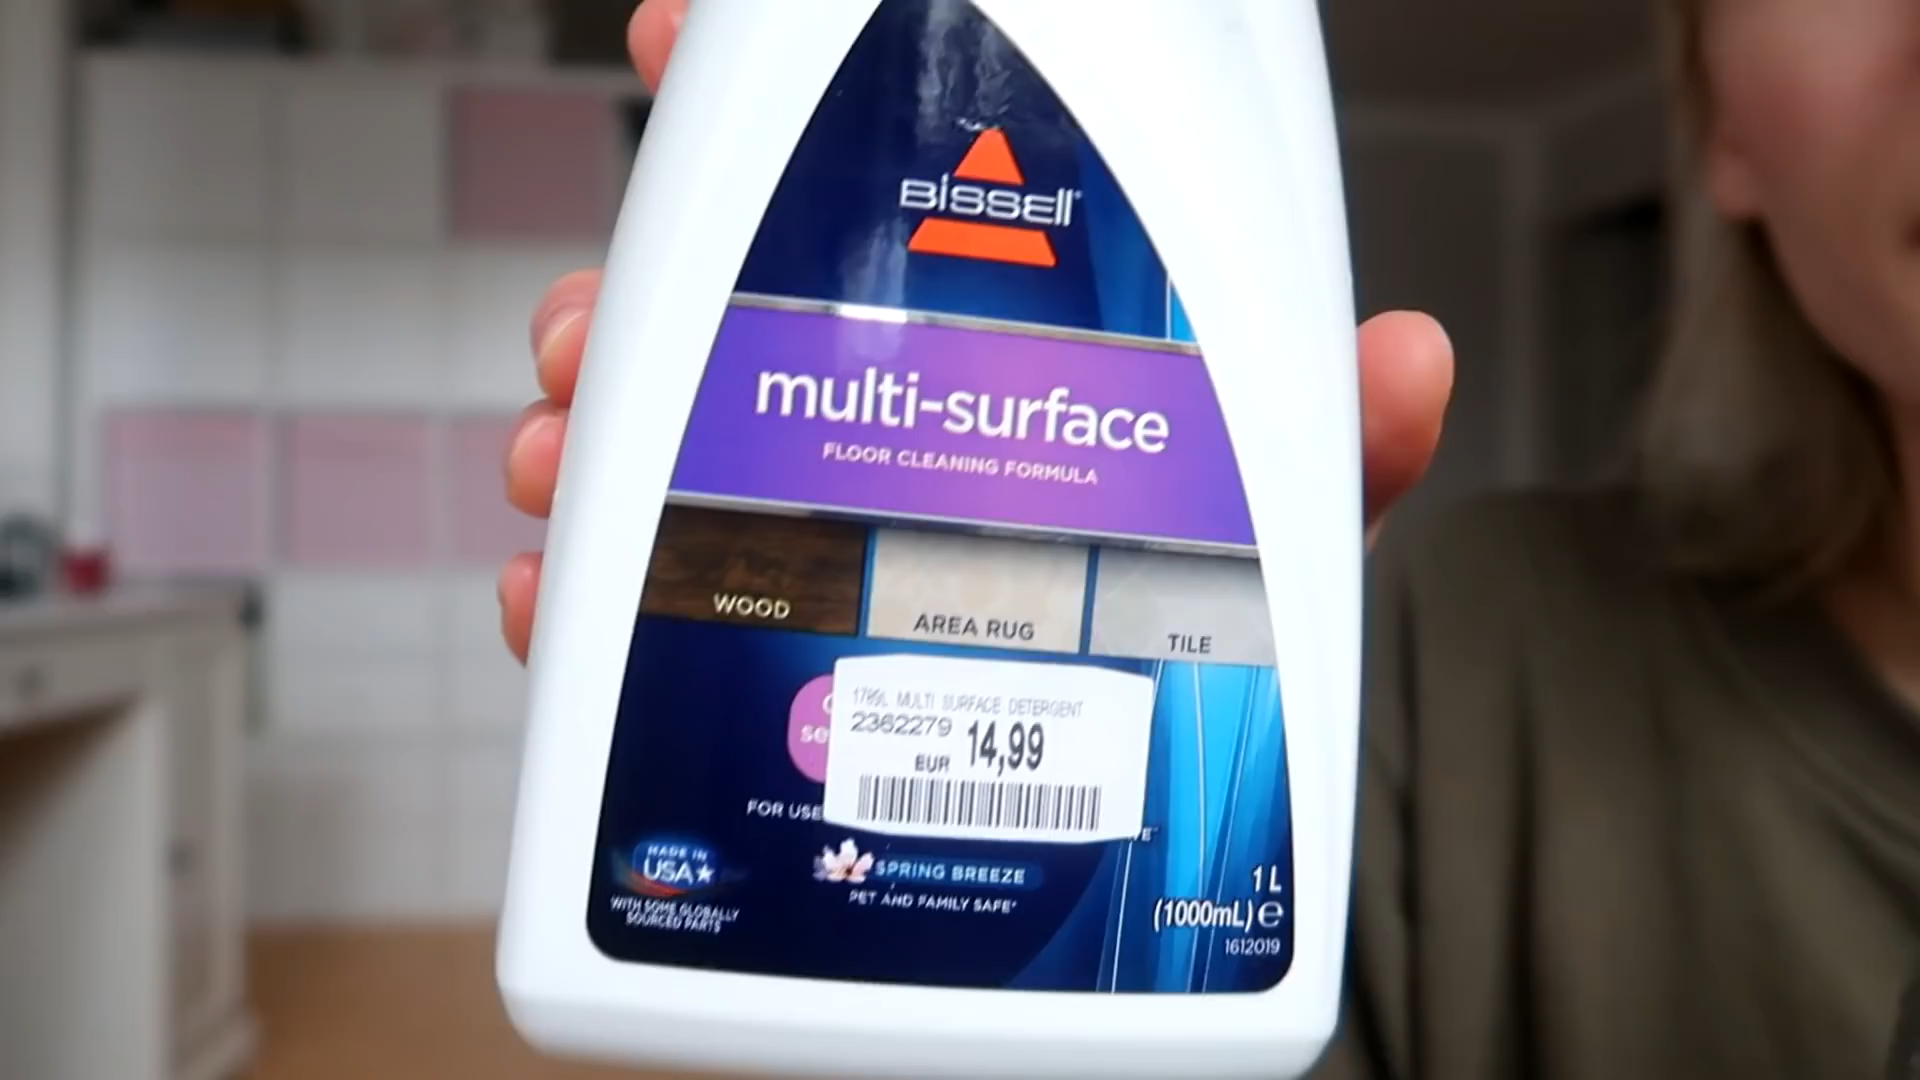 BISSELL
multi-surface
FLOOR CLEANING FORMULA
WOOD
AREA RUG
TILE
1789L MULTI SURFACE DETERGENT
2362279
EUR 14,99
FOR USE
MADE IN
USA
WITH SOME GLOBALLY
SOURCED PARTS
SPRING BREEZE
PET AND FAMILY SAFE*
1 L
(1000mL) ℮
1612019